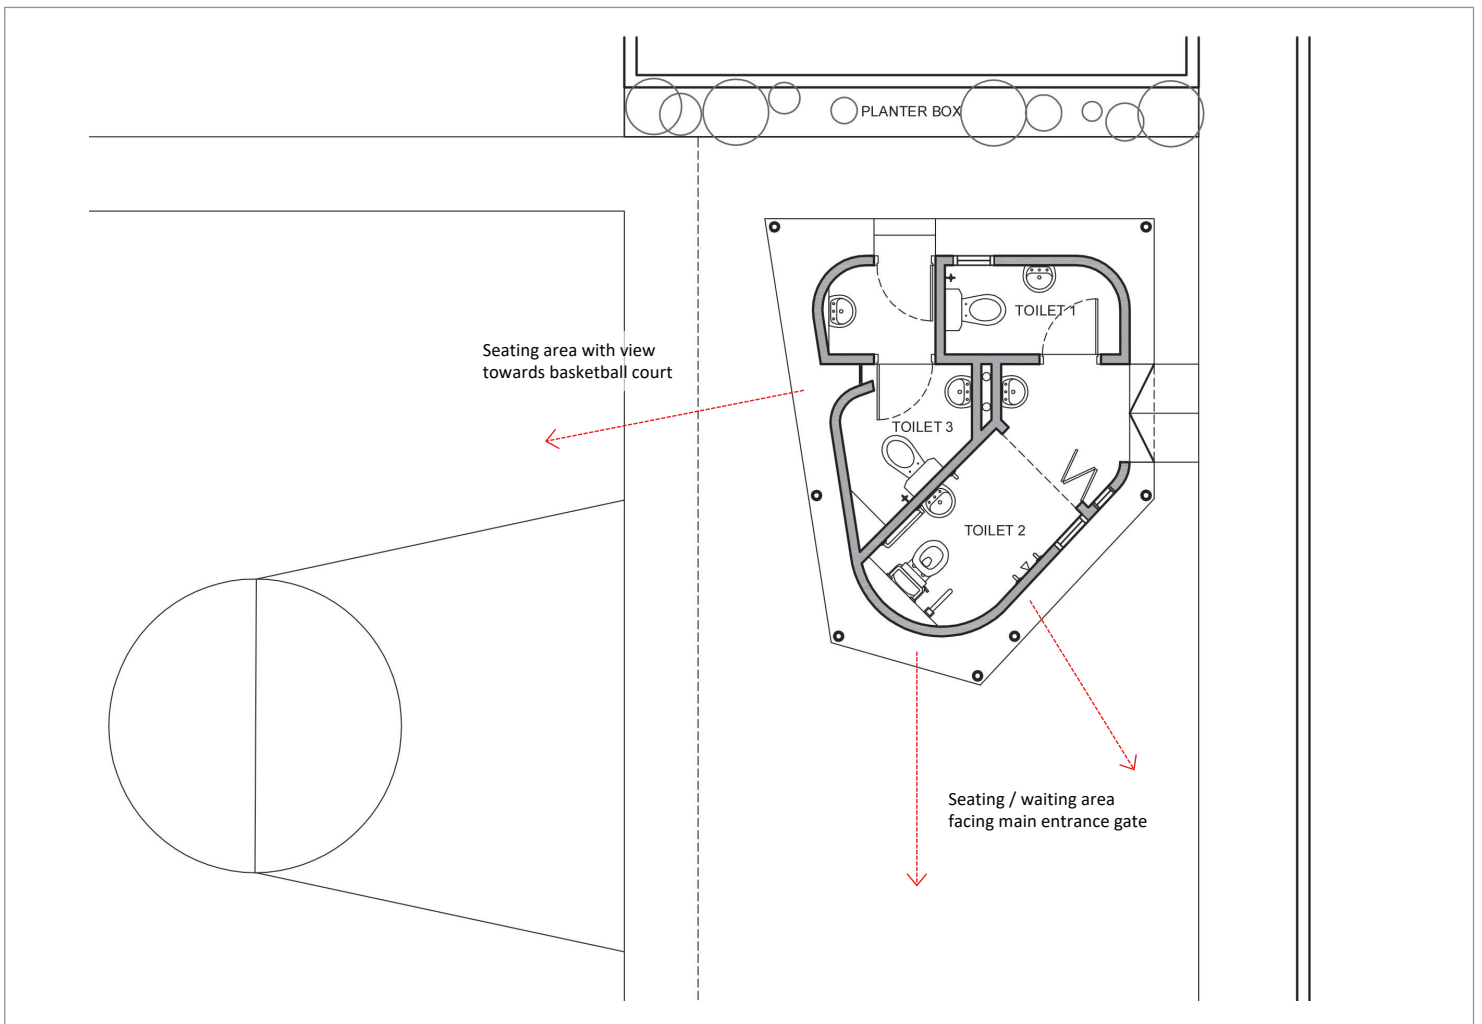 PLANTER BOX
TOILET 1
Seating area with view
towards basketball court
TOILET 3
TOILET 2
Seating / waiting area
facing main entrance gate